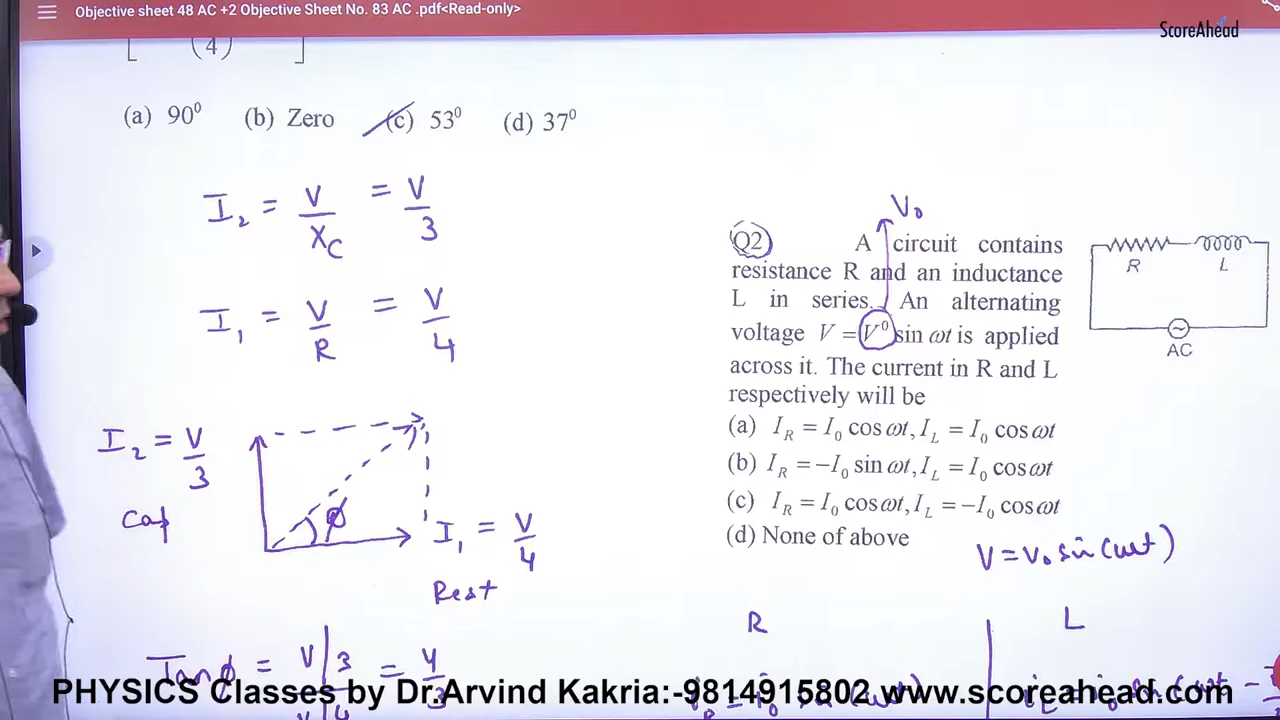 Objective sheet 48 AC +2 Objective Sheet No. 83 AC .pdf<Read-only>
ScoreAhead
(4)
(a) 90⁰ (b) Zero (c) 53⁰ (d) 37⁰
I₂ = V/X_C = V/3
I₁ = V/R = V/4
I₂ = V/3
Cap
ϕ
I₁ = V/4
Rest
Tanϕ = V/3 = 4/3
V/4
V₀
Q2) A circuit contains
resistance R and an inductance
L in series. An alternating
voltage V = V⁰ sin ωt is applied
across it. The current in R and L
respectively will be
(a) I_R = I₀ cos ωt, I_L = I₀ cos ωt
(b) I_R = −I₀ sin ωt, I_L = I₀ cos ωt
(c) I_R = I₀ cos ωt, I_L = −I₀ cos ωt
(d) None of above
R L
AC
V = V₀ sin(ωt)
R L
PHYSICS Classes by Dr.Arvind Kakria:-9814915802 www.scoreahead.com